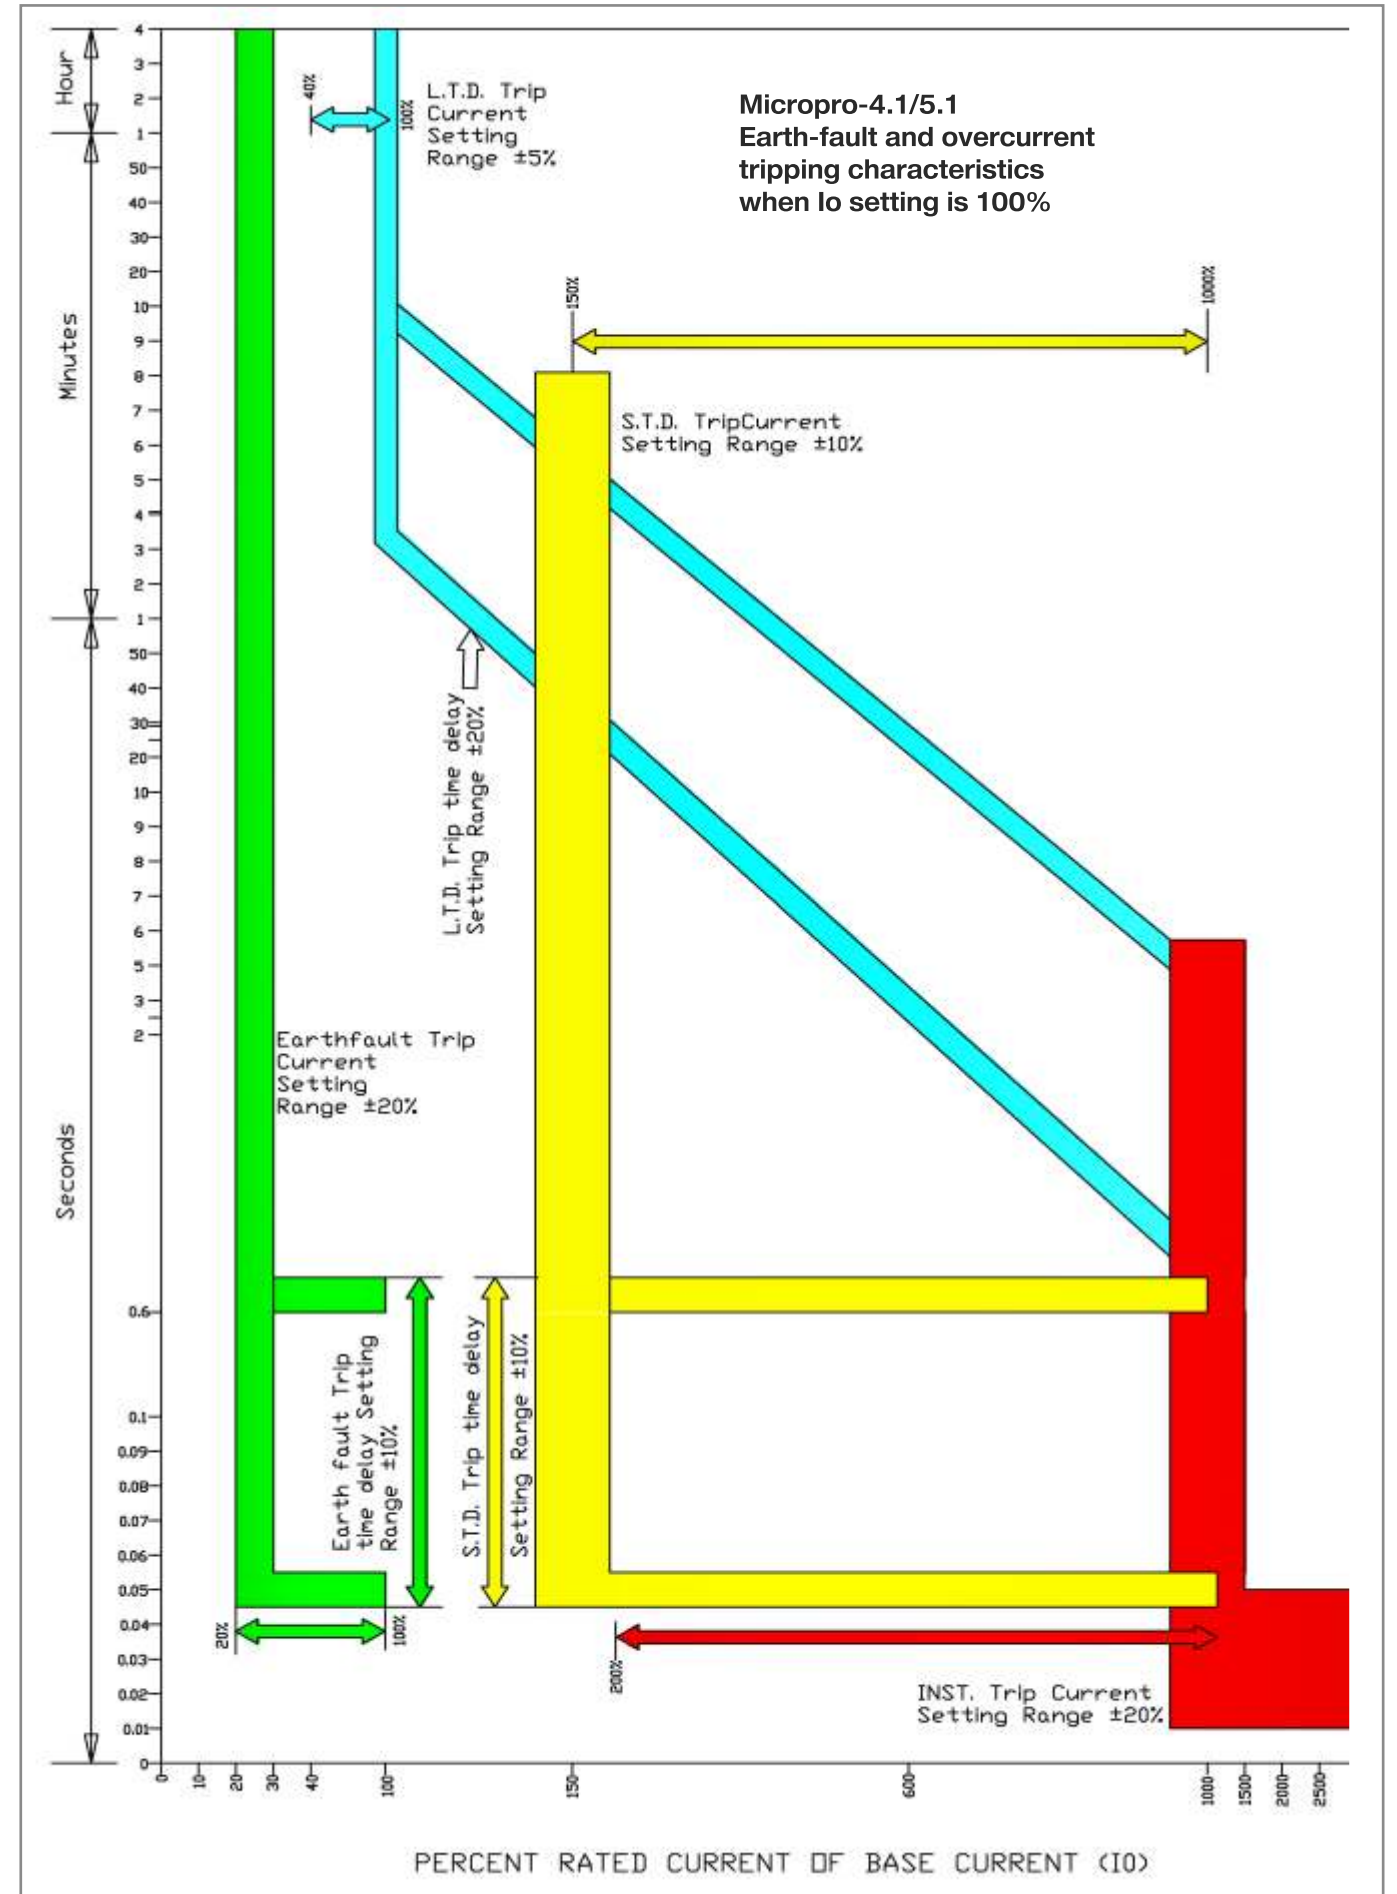 Micropro-4.1/5.1
Earth-fault and overcurrent
tripping characteristics
when Io setting is 100%
Hour
Minutes
Seconds
4
3
2
1
50
40
30
20
10
9
8
7
6
5
4
3
2
1
50
40
30
20
10
9
8
7
6
5
3
2
0.6
0.1
0.09
0.08
0.07
0.06
0.05
0.04
0.03
0.02
0.01
0
40%
100%
L.T.D. Trip
Current
Setting
Range ±5%
150%
1000%
S.T.D. TripCurrent
Setting Range ±10%
L.T.D. Trip time delay
Setting Range ±20%
Earthfault Trip
Current
Setting
Range ±20%
Earth fault Trip
time delay Setting
Range ±10%
S.T.D. Trip time delay
Setting Range ±10%
20%
100%
200%
INST. Trip Current
Setting Range ±20%
0
10
20
30
40
100
150
600
1000
1500
2000
2500
PERCENT RATED CURRENT OF BASE CURRENT (IO)